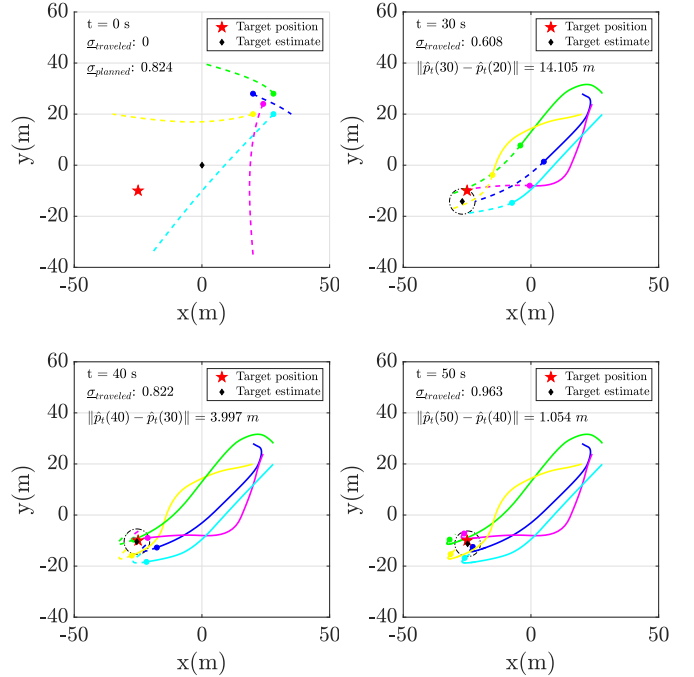 60
t = 0 s
σ_traveled: 0
σ_planned: 0.824
Target position
Target estimate
40
20
0
-20
-40
y(m)
-50
0
50
x(m)
60
t = 30 s
σ_traveled: 0.608
‖p̂_t(30) − p̂_t(20)‖ = 14.105 m
Target position
Target estimate
40
20
0
-20
-40
y(m)
-50
0
50
x(m)
60
t = 40 s
σ_traveled: 0.822
‖p̂_t(40) − p̂_t(30)‖ = 3.997 m
Target position
Target estimate
40
20
0
-20
-40
y(m)
-50
0
50
x(m)
60
t = 50 s
σ_traveled: 0.963
‖p̂_t(50) − p̂_t(40)‖ = 1.054 m
Target position
Target estimate
40
20
0
-20
-40
y(m)
-50
0
50
x(m)